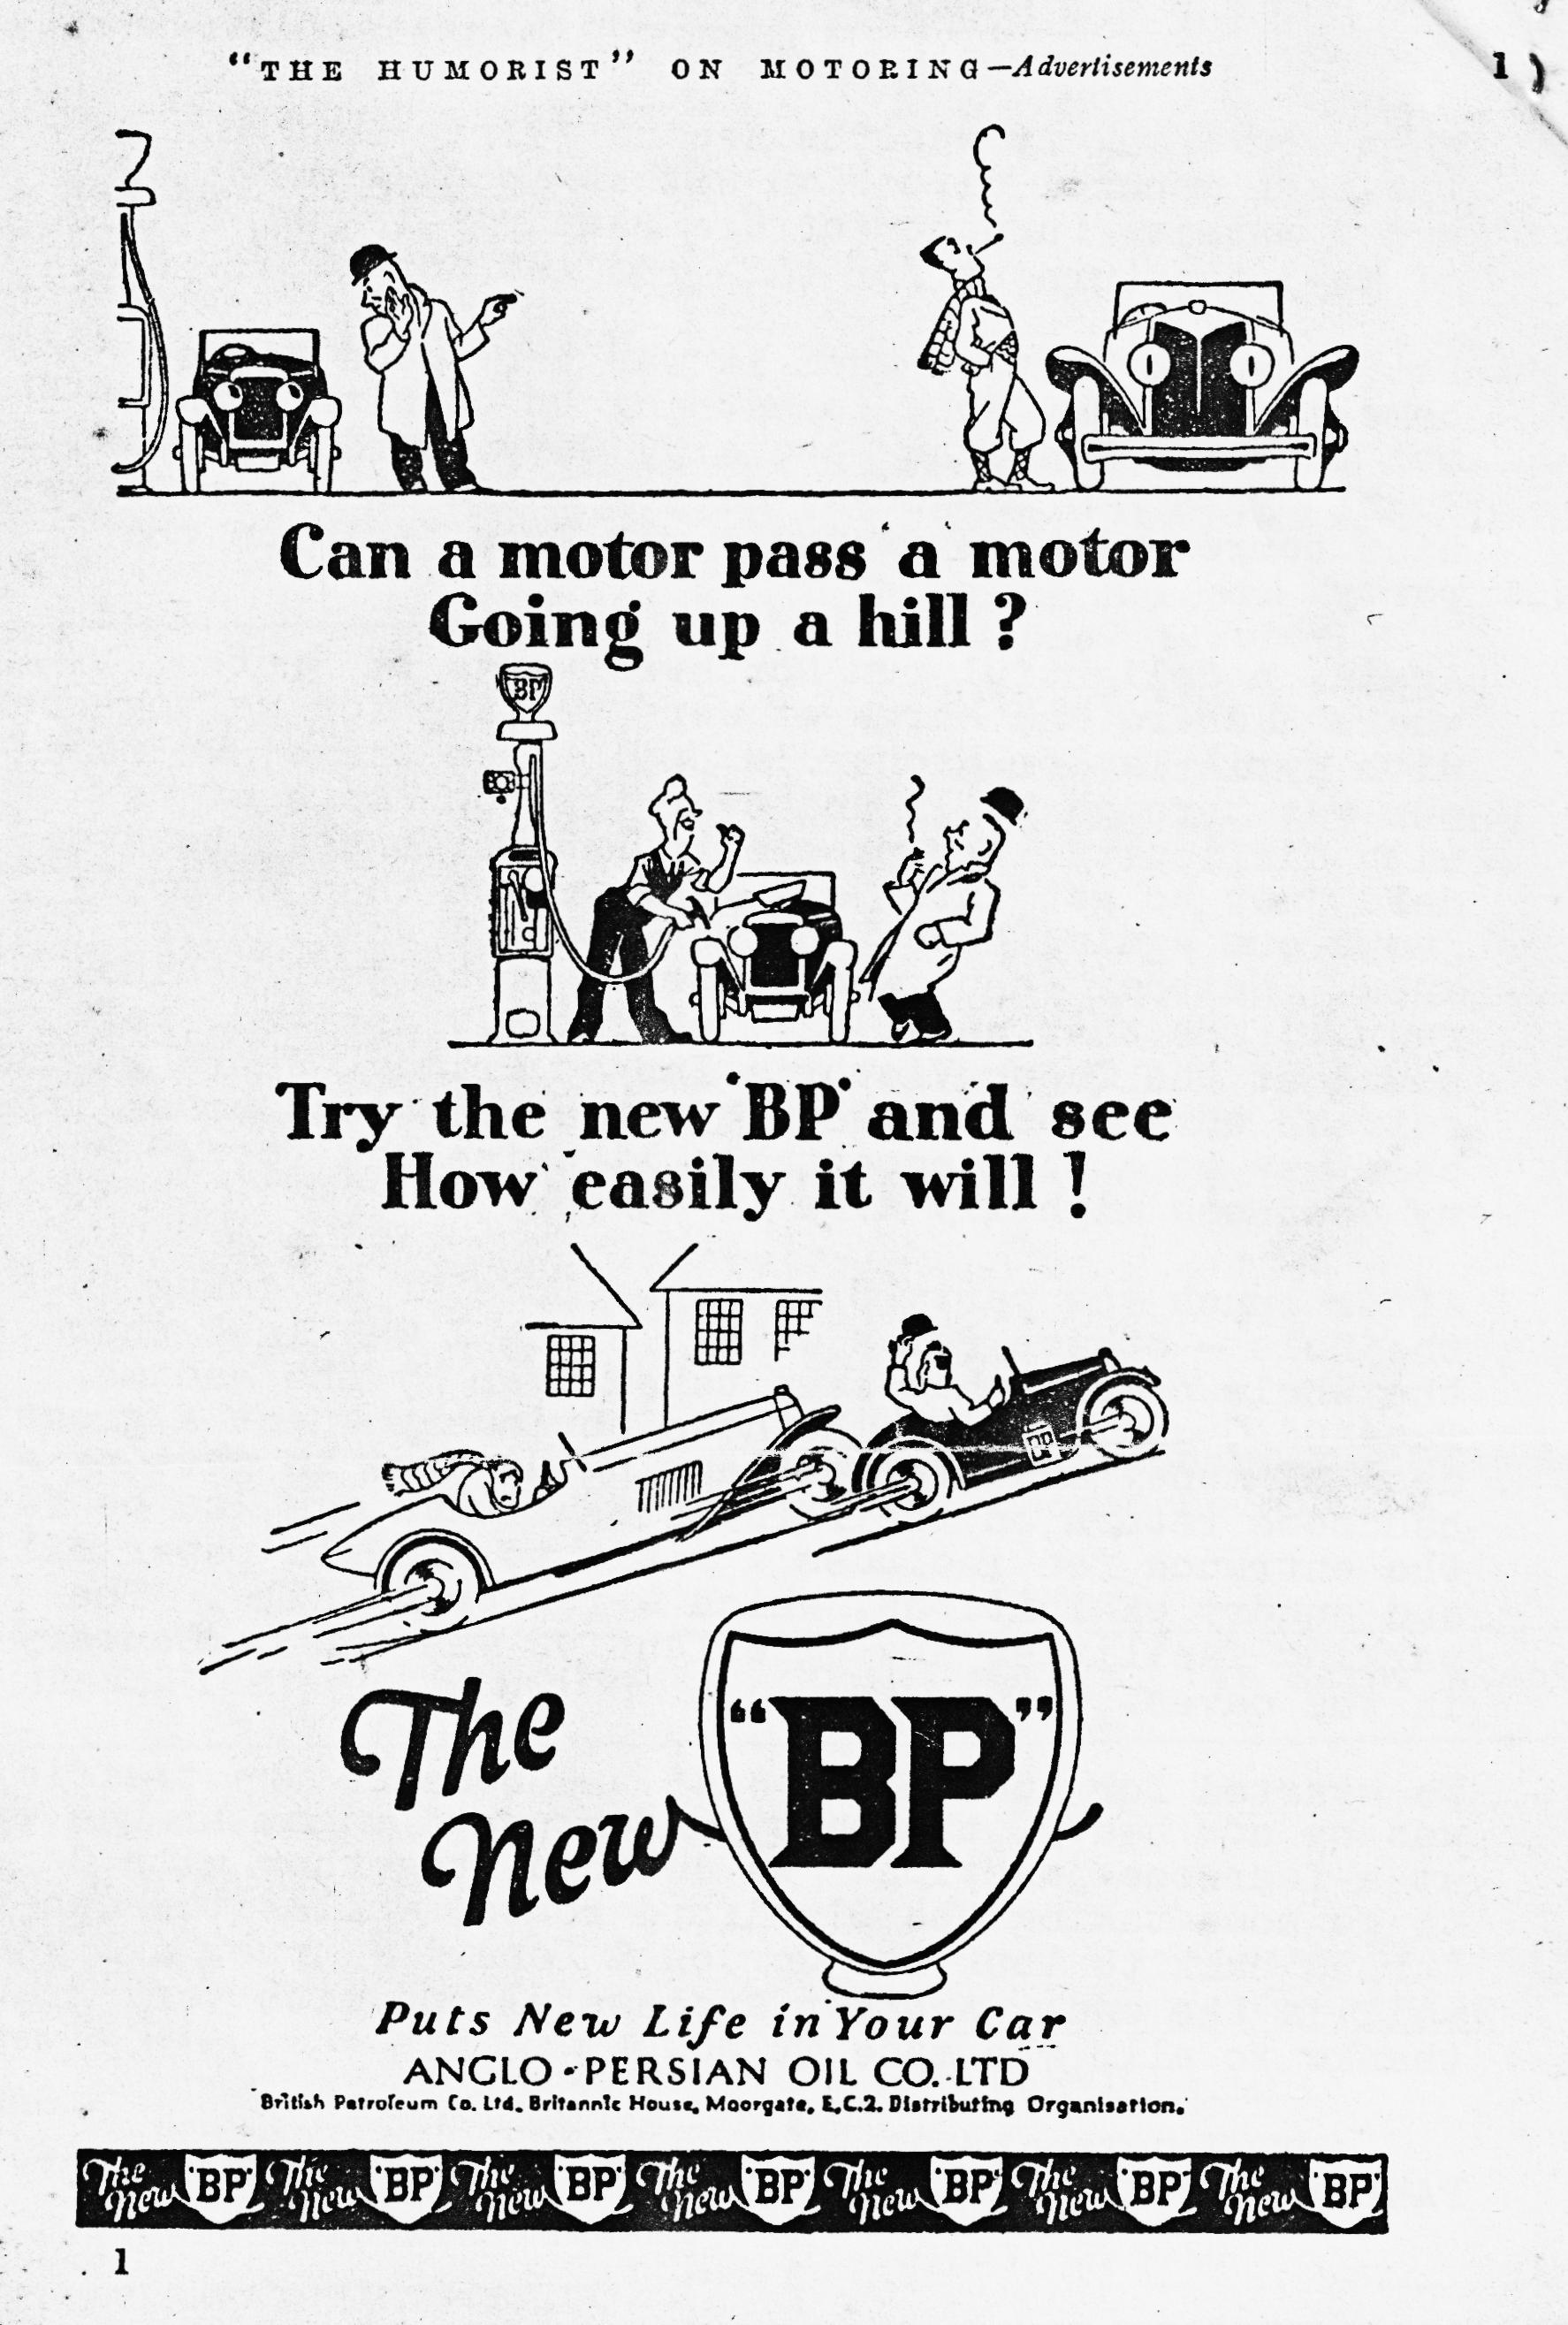 “THE HUMORIST” ON MOTORING—Advertisements 1
Can a motor pass a motor
Going up a hill ?
BP
Try the new 'BP' and see
How easily it will !
The
New
“BP”
Puts New Life in Your Car
ANGLO-PERSIAN OIL CO. LTD
British Petroleum Co. Ltd. Britannic House, Moorgate, E.C.2. Distributing Organisation.
The New 'BP' The New 'BP' The New 'BP' The New 'BP' The New 'BP' The New 'BP' The New 'BP'
1